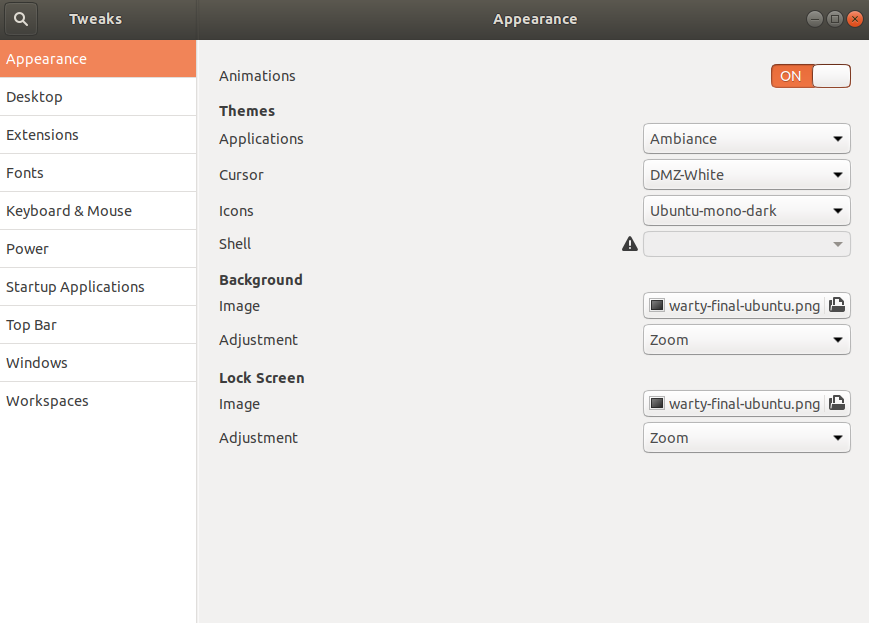 Tweaks
Appearance
Appearance
Desktop
Extensions
Fonts
Keyboard & Mouse
Power
Startup Applications
Top Bar
Windows
Workspaces
Animations ON
Themes
Applications Ambiance
Cursor DMZ-White
Icons Ubuntu-mono-dark
Shell
Background
Image warty-final-ubuntu.png
Adjustment Zoom
Lock Screen
Image warty-final-ubuntu.png
Adjustment Zoom